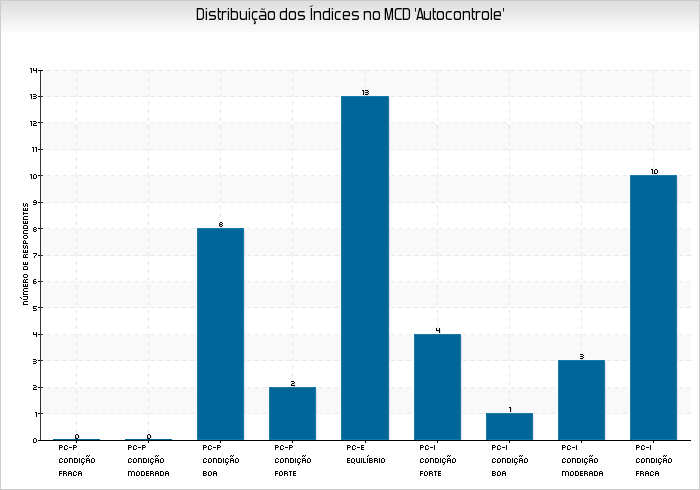 Distribuição dos Índices no MCD 'Autocontrole'
NÚMERO DE RESPONDENTES
14
13
12
11
10
9
8
7
6
5
4
3
2
1
0
0
0
8
2
13
4
1
3
10
PC-P CONDIÇÃO FRACA
PC-P CONDIÇÃO MODERADA
PC-P CONDIÇÃO BOA
PC-P CONDIÇÃO FORTE
PC-E EQUILÍBRIO
PC-I CONDIÇÃO FORTE
PC-I CONDIÇÃO BOA
PC-I CONDIÇÃO MODERADA
PC-I CONDIÇÃO FRACA